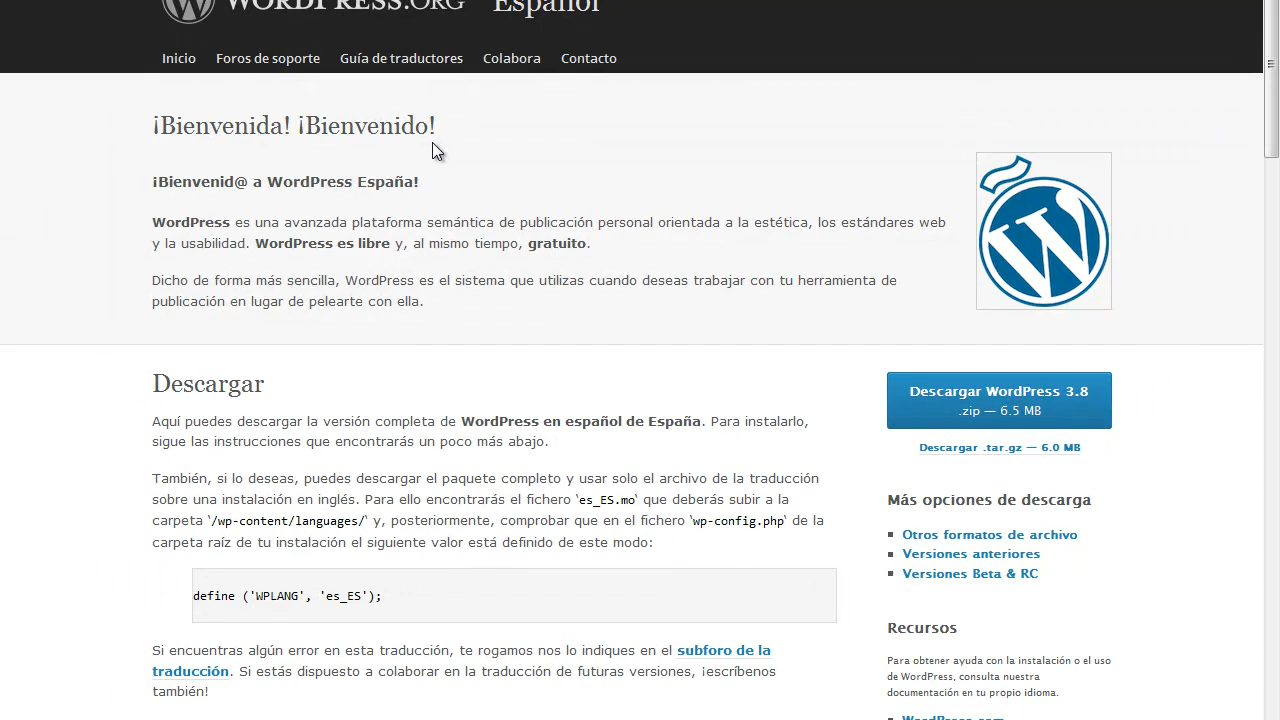 WORDPRESS.ORG Español
Inicio Foros de soporte Guía de traductores Colabora Contacto
¡Bienvenida! ¡Bienvenido!
¡Bienvenid@ a WordPress España!
WordPress es una avanzada plataforma semántica de publicación personal orientada a la estética, los estándares web
y la usabilidad. WordPress es libre y, al mismo tiempo, gratuito.
Dicho de forma más sencilla, WordPress es el sistema que utilizas cuando deseas trabajar con tu herramienta de
publicación en lugar de pelearte con ella.
Descargar
Aquí puedes descargar la versión completa de WordPress en español de España. Para instalarlo,
sigue las instrucciones que encontrarás un poco más abajo.
También, si lo deseas, puedes descargar el paquete completo y usar solo el archivo de la traducción
sobre una instalación en inglés. Para ello encontrarás el fichero `es_ES.mo` que deberás subir a la
carpeta `/wp-content/languages/` y, posteriormente, comprobar que en el fichero `wp-config.php` de la
carpeta raíz de tu instalación el siguiente valor está definido de este modo:
define ('WPLANG', 'es_ES');
Si encuentras algún error en esta traducción, te rogamos nos lo indiques en el subforo de la
traducción. Si estás dispuesto a colaborar en la traducción de futuras versiones, ¡escríbenos
también!
Descargar WordPress 3.8
.zip — 6.5 MB
Descargar .tar.gz — 6.0 MB
Más opciones de descarga
Otros formatos de archivo
Versiones anteriores
Versiones Beta & RC
Recursos
Para obtener ayuda con la instalación o el uso
de WordPress, consulta nuestra
documentación en tu propio idioma.
WordPress.com